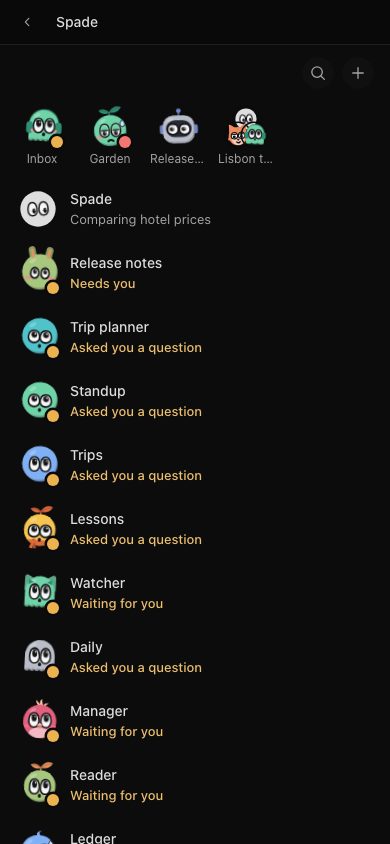 Spade
Inbox
Garden
Release...
Lisbon t...
Spade
Comparing hotel prices
Release notes
Needs you
Trip planner
Asked you a question
Standup
Asked you a question
Trips
Asked you a question
Lessons
Asked you a question
Watcher
Waiting for you
Daily
Asked you a question
Manager
Waiting for you
Reader
Waiting for you
Ledger